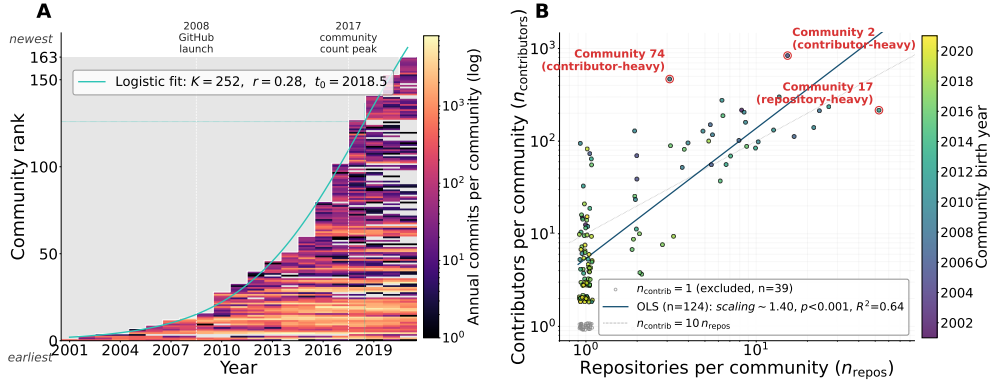 A
2008
GitHub
launch
2017
community
count peak
newest
163
150
100
50
0
earliest
Community rank
Logistic fit: K = 252, r = 0.28, t₀ = 2018.5
2001
2004
2007
2010
2013
2016
2019
Year
10³
10²
10¹
10⁰
Annual commits per community (log)
B
Contributors per community (n_contributors)
10³
10²
10¹
10⁰
Community 2
(contributor-heavy)
Community 74
(contributor-heavy)
Community 17
(repository-heavy)
n_contrib = 1 (excluded, n=39)
OLS (n=124): scaling ~ 1.40, p<0.001, R²=0.64
n_contrib = 10 n_repos
10⁰
10¹
Repositories per community (n_repos)
2020
2018
2016
2014
2012
2010
2008
2006
2004
2002
Community birth year